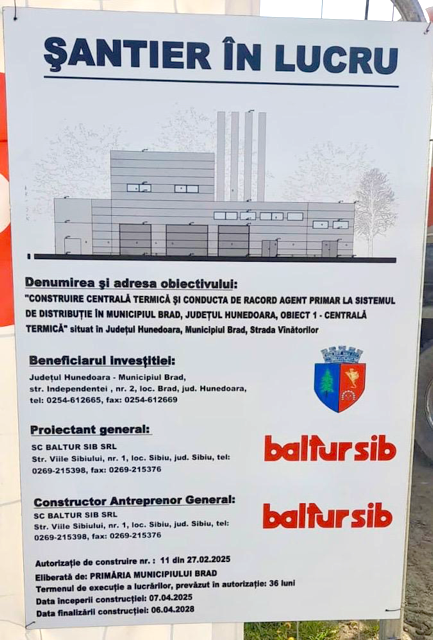 ŞANTIER ÎN LUCRU
Denumirea şi adresa obiectivului:
"CONSTRUIRE CENTRALĂ TERMICĂ ŞI CONDUCTA DE RACORD AGENT PRIMAR LA SISTEMUL
DE DISTRIBUŢIE ÎN MUNICIPIUL BRAD, JUDEŢUL HUNEDOARA, OBIECT 1 - CENTRALĂ
TERMICĂ" situat în Judeţul Hunedoara, Municipiul Brad, Strada Vînătorilor
Beneficiarul investitiei:
Judeţul Hunedoara - Municipiul Brad,
str. Independentei , nr. 2, loc. Brad, jud. Hunedoara,
tel: 0254-612665, fax: 0254-612669
Proiectant general:
SC BALTUR SIB SRL
Str. Viile Sibiului, nr. 1, loc. Sibiu, jud. Sibiu, tel:
0269-215398, fax: 0269-215376
baltursib
Constructor Antreprenor General:
SC BALTUR SIB SRL
Str. Viile Sibiului, nr. 1, loc. Sibiu, jud. Sibiu, tel:
0269-215398, fax: 0269-215376
baltursib
Autorizaţie de construire nr. : 11 din 27.02.2025
Eliberată de: PRIMĂRIA MUNICIPIULUI BRAD
Termenul de execuţie a lucrărilor, prevăzut în autorizaţie: 36 luni
Data începerii construcţiei: 07.04.2025
Data finalizării construcţiei: 06.04.2028